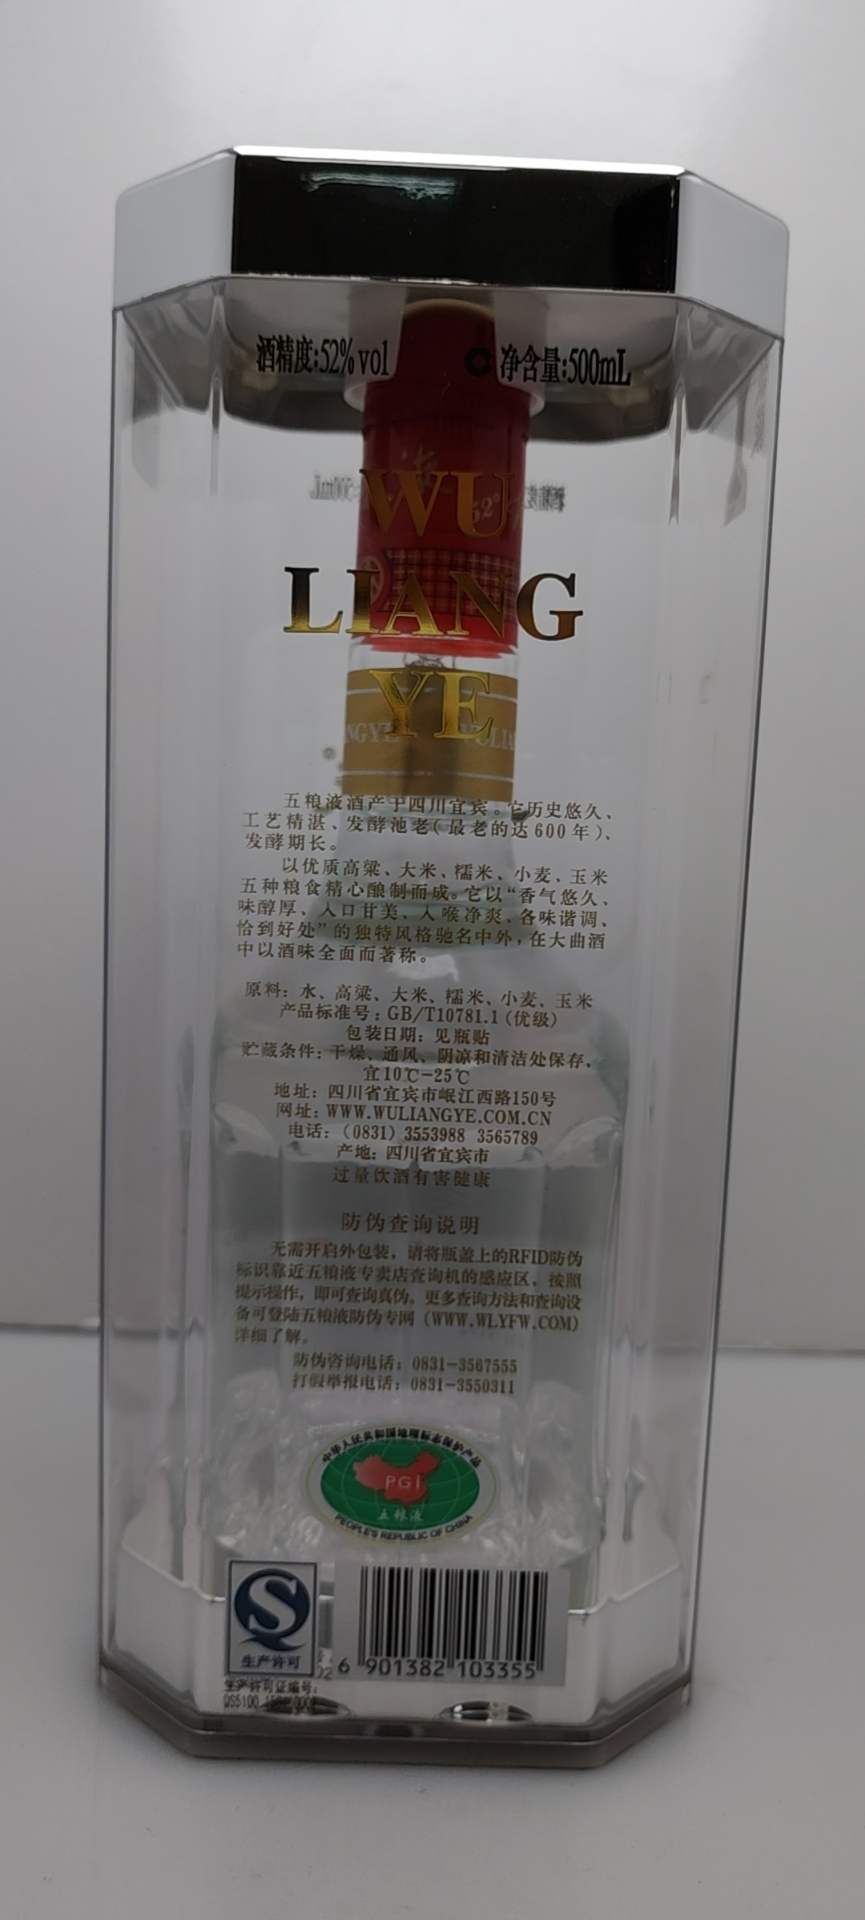 酒精度:52%vol 净含量:500mL
WU
LIANG
YE
五粮液酒产于四川宜宾。它历史悠久、
工艺精湛、发酵池老(最老的达600年)、
发酵期长。
以优质高粱、大米、糯米、小麦、玉米
五种粮食精心酿制而成。它以“香气悠久、
味醇厚、入口甘美、入喉净爽、各味谐调、
恰到好处”的独特风格驰名中外,在大曲酒
中以酒味全面而著称。
原料:水、高粱、大米、糯米、小麦、玉米
产品标准号:GB/T10781.1(优级)
包装日期:见瓶贴
贮藏条件:干燥、通风、阴凉和清洁处保存,
宜10℃-25℃
地址:四川省宜宾市岷江西路150号
网址:WWW.WULIANGYE.COM.CN
电话:(0831) 3553988 3565789
产地:四川省宜宾市
过量饮酒有害健康
防伪查询说明
无需开启外包装,请将瓶盖上的RFID防伪
标识靠近五粮液专卖店查询机的感应区,按照
提示操作,即可查询真伪。更多查询方法和查询设
备可登陆五粮液防伪专网(WWW.WLYFW.COM)
详细了解。
防伪咨询电话:0831-3567555
打假举报电话:0831-3550311
中华人民共和国地理标志保护产品
PGI
五粮液
PEOPLE'S REPUBLIC OF CHINA
生产许可
6 901382 103355
生产许可证编号:
QS5100